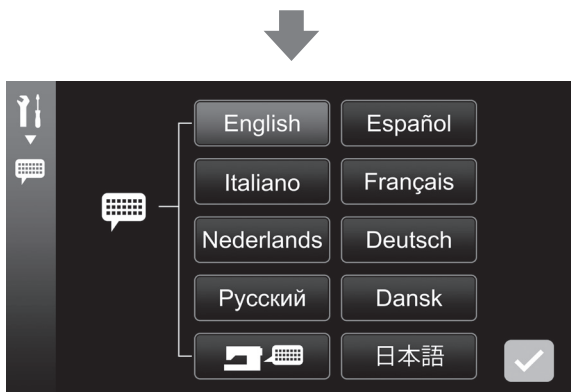 English Español
Italiano Français
Nederlands Deutsch
Русский Dansk
日本語